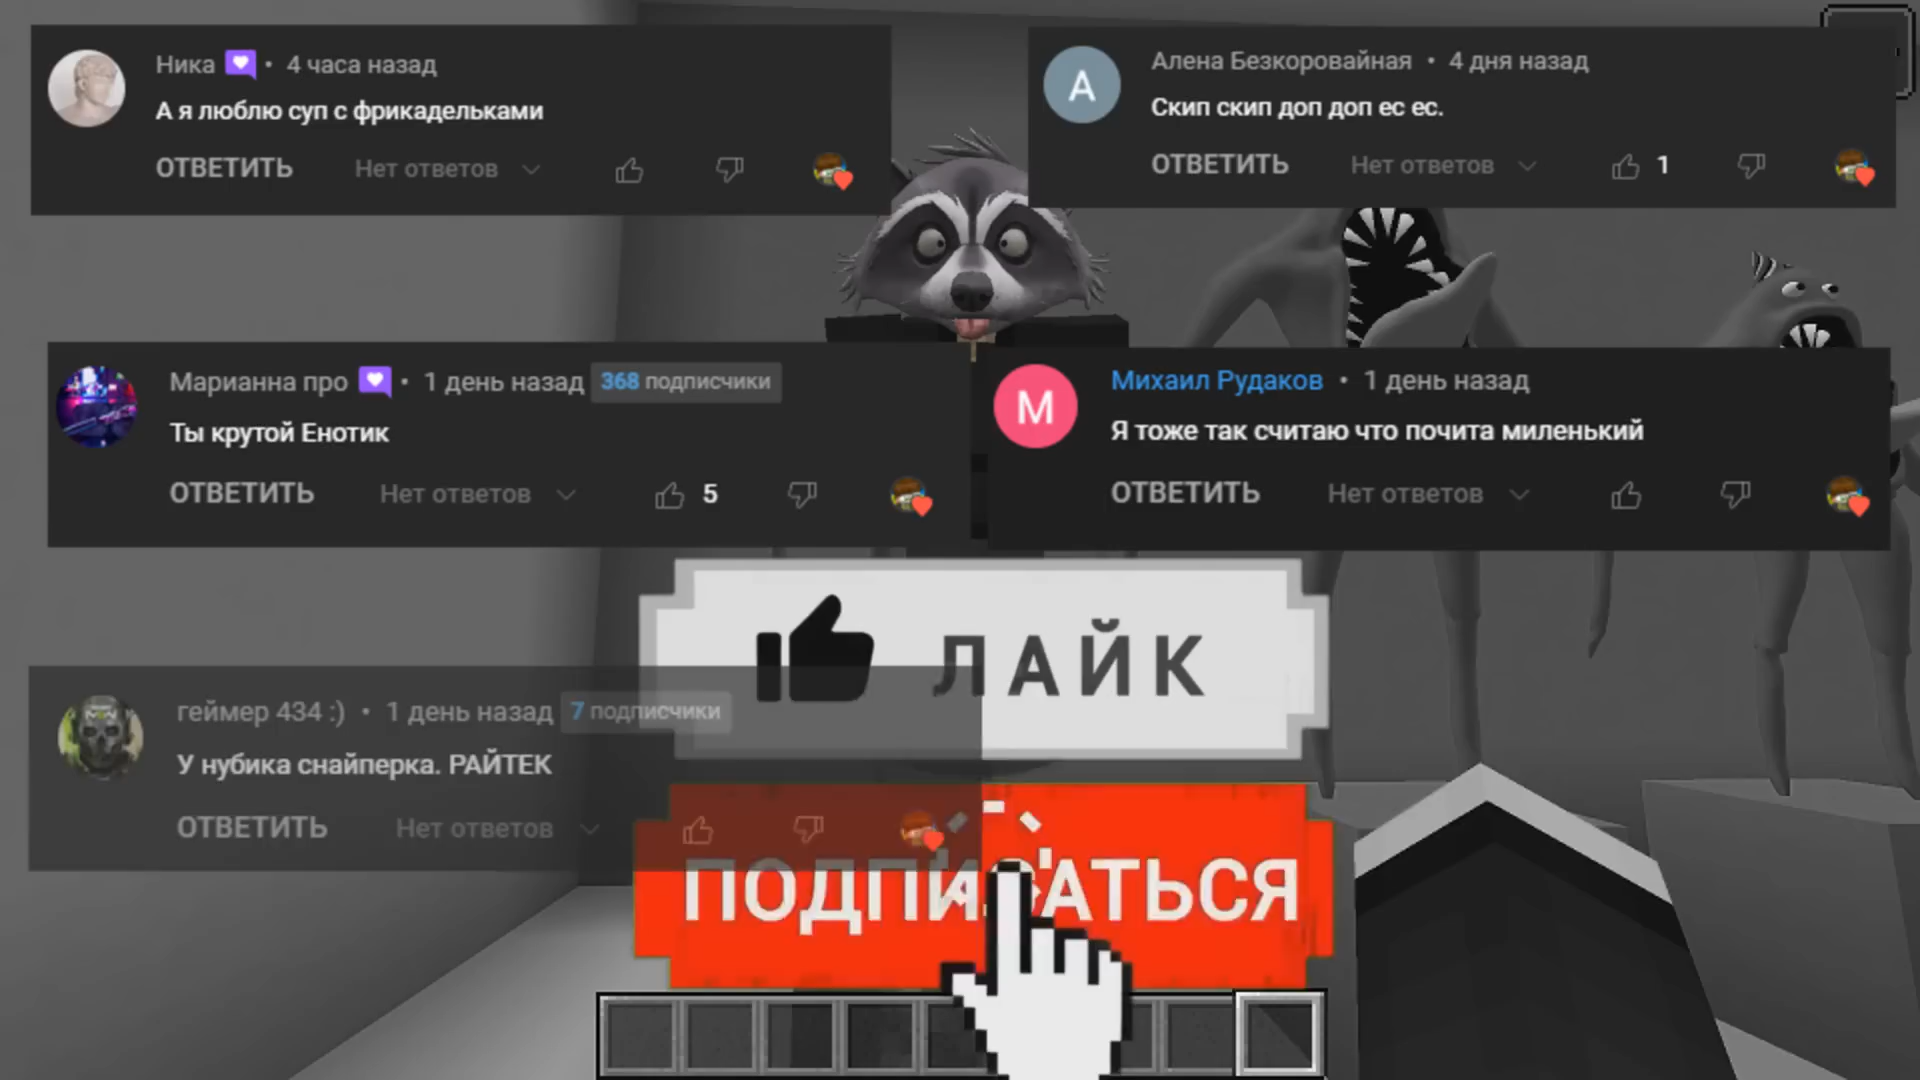 Ника • 4 часа назад
А я люблю суп с фрикадельками
ОТВЕТИТЬ Нет ответов
Алена Безкоровайная • 4 дня назад
Скип скип доп доп ес ес.
ОТВЕТИТЬ Нет ответов 1
Марианна про • 1 день назад 368 подписчики
Ты крутой Енотик
ОТВЕТИТЬ Нет ответов 5
Михаил Рудаков • 1 день назад
Я тоже так считаю что почита миленький
ОТВЕТИТЬ Нет ответов
ЛАЙК
геймер 434 :) • 1 день назад 7 подписчики
У нубика снайперка. РАЙТЕК
ОТВЕТИТЬ Нет ответов
ПОДПИСАТЬСЯ